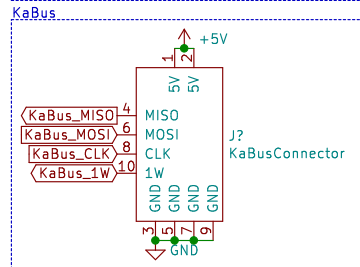 KaBus
+5V
1 2
5V 5V
KaBus_MISO 4 MISO
KaBus_MOSI 6 MOSI
KaBus_CLK 8 CLK
KaBus_1W 10 1W
J?
KaBusConnector
GND GND GND GND
3 5 7 9
GND